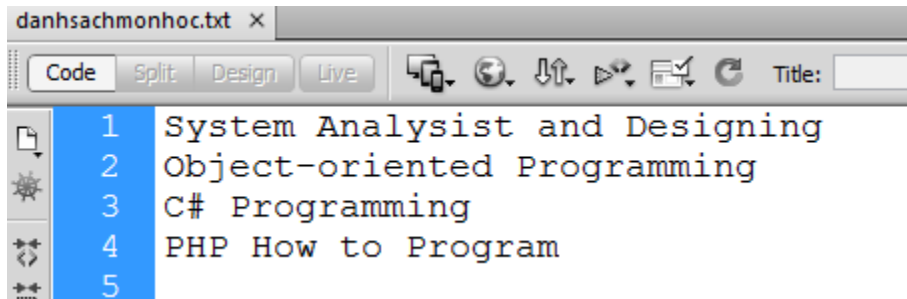 danhsachmonhoc.txt ×
Code Split Design Live Title:
1 System Analysist and Designing
2 Object-oriented Programming
3 C# Programming
4 PHP How to Program
5